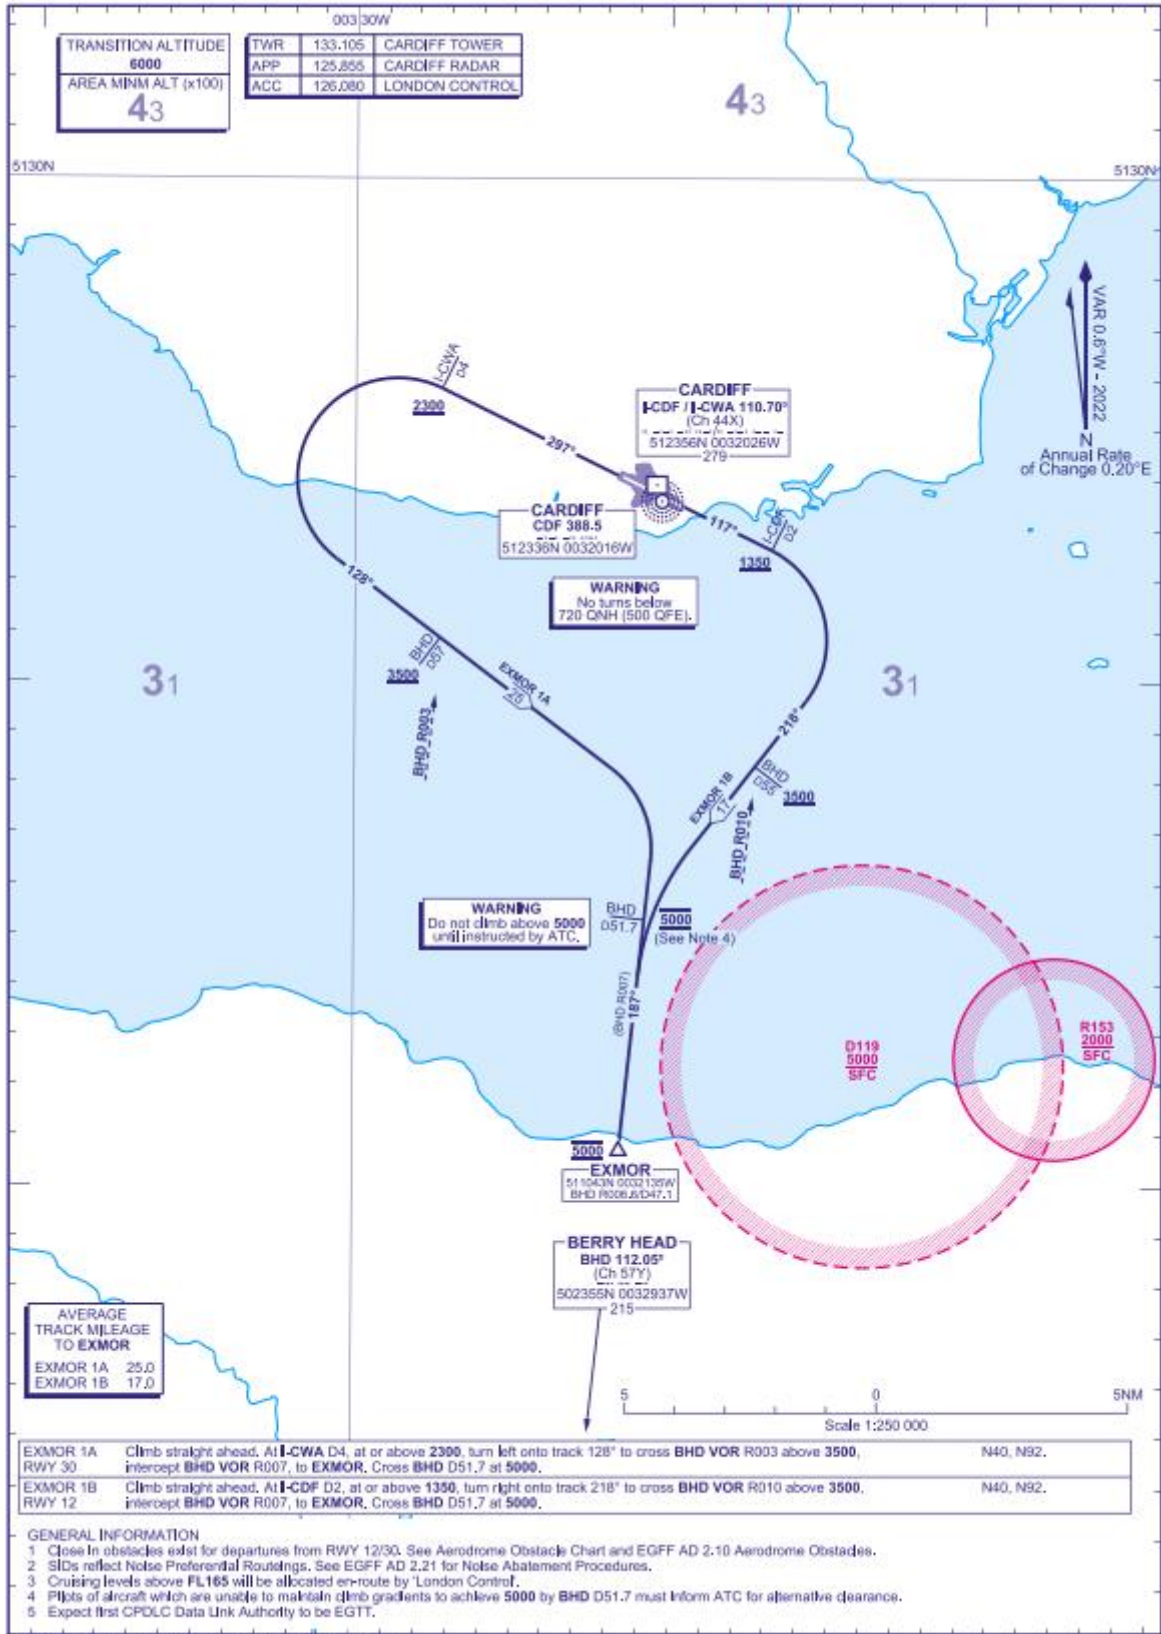 003 30W
TRANSITION ALTITUDE
6000
AREA MINM ALT (x100)
43
TWR 133.105 CARDIFF TOWER
APP 125.855 CARDIFF RADAR
ACC 126.080 LONDON CONTROL
43
5130N
5130N
VAR 0.6°W - 2022
N
Annual Rate
of Change 0.20°E
I-CWA
D4
2300
297°
CARDIFF
I-CDF / I-CWA 110.70
(Ch 44X)
512356N 0032026W
279
CARDIFF
CDF 388.5
512336N 0032016W
117°
I-CDF
D2
1350
WARNING
No turns below
720 QNH (500 QFE).
128°
BHD
D57
3500
BHD R003
EXMOR 1A
25
31
31
218°
BHD
D55
3500
EXMOR 1B
17
BHD R010
WARNING
Do not climb above 5000
until instructed by ATC.
BHD
D51.7
5000
(See Note 4)
(BHD R007)
187°
D119
5000
SFC
R153
2000
SFC
5000
EXMOR
511043N 0032135W
BHD R006.6/D47.1
BERRY HEAD
BHD 112.05
(Ch 57Y)
502355N 0032937W
215
AVERAGE
TRACK MILEAGE
TO EXMOR
EXMOR 1A 25.0
EXMOR 1B 17.0
5 0 5NM
Scale 1:250 000
EXMOR 1A Climb straight ahead. At I-CWA D4, at or above 2300, turn left onto track 128° to cross BHD VOR R003 above 3500, N40, N92.
RWY 30 intercept BHD VOR R007, to EXMOR. Cross BHD D51.7 at 5000.
EXMOR 1B Climb straight ahead. At I-CDF D2, at or above 1350, turn right onto track 218° to cross BHD VOR R010 above 3500, N40, N92.
RWY 12 intercept BHD VOR R007, to EXMOR. Cross BHD D51.7 at 5000.
GENERAL INFORMATION
1 Close in obstacles exist for departures from RWY 12/30. See Aerodrome Obstacle Chart and EGFF AD 2.10 Aerodrome Obstacles.
2 SIDs reflect Noise Preferential Routeings. See EGFF AD 2.21 for Noise Abatement Procedures.
3 Cruising levels above FL165 will be allocated en-route by 'London Control'.
4 Pilots of aircraft which are unable to maintain climb gradients to achieve 5000 by BHD D51.7 must inform ATC for alternative clearance.
5 Expect first CPDLC Data Link Authority to be EGTT.